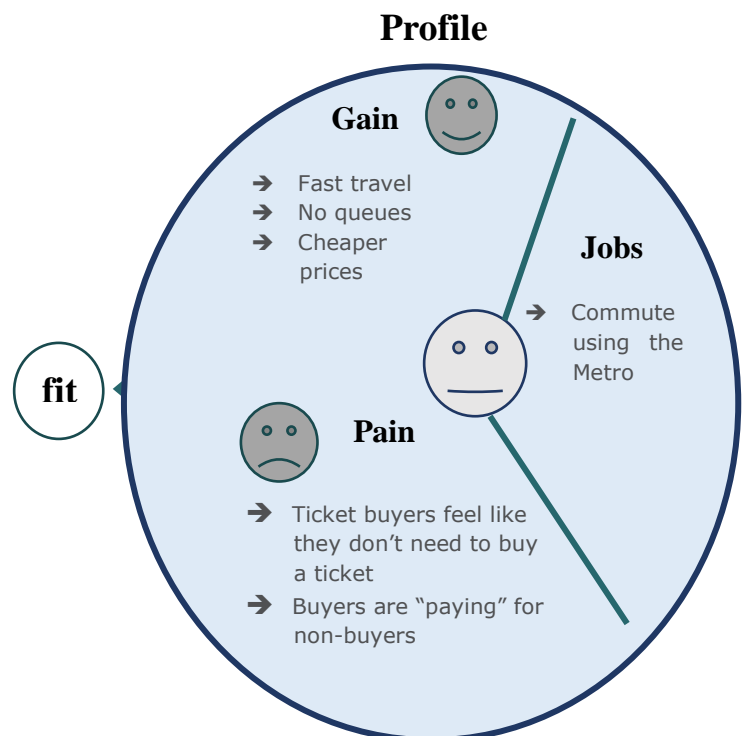 Profile
Gain
➔ Fast travel
➔ No queues
➔ Cheaper
prices
Jobs
➔ Commute
using the
Metro
fit
Pain
➔ Ticket buyers feel like
they don’t need to buy
a ticket
➔ Buyers are “paying” for
non-buyers